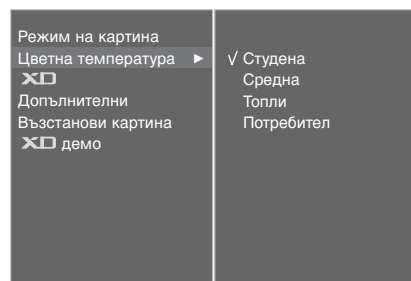 Режим на картина
Цветна температура ►
XD
Допълнителни
Възстанови картина
XD демо
√ Студена
Средна
Топли
Потребител